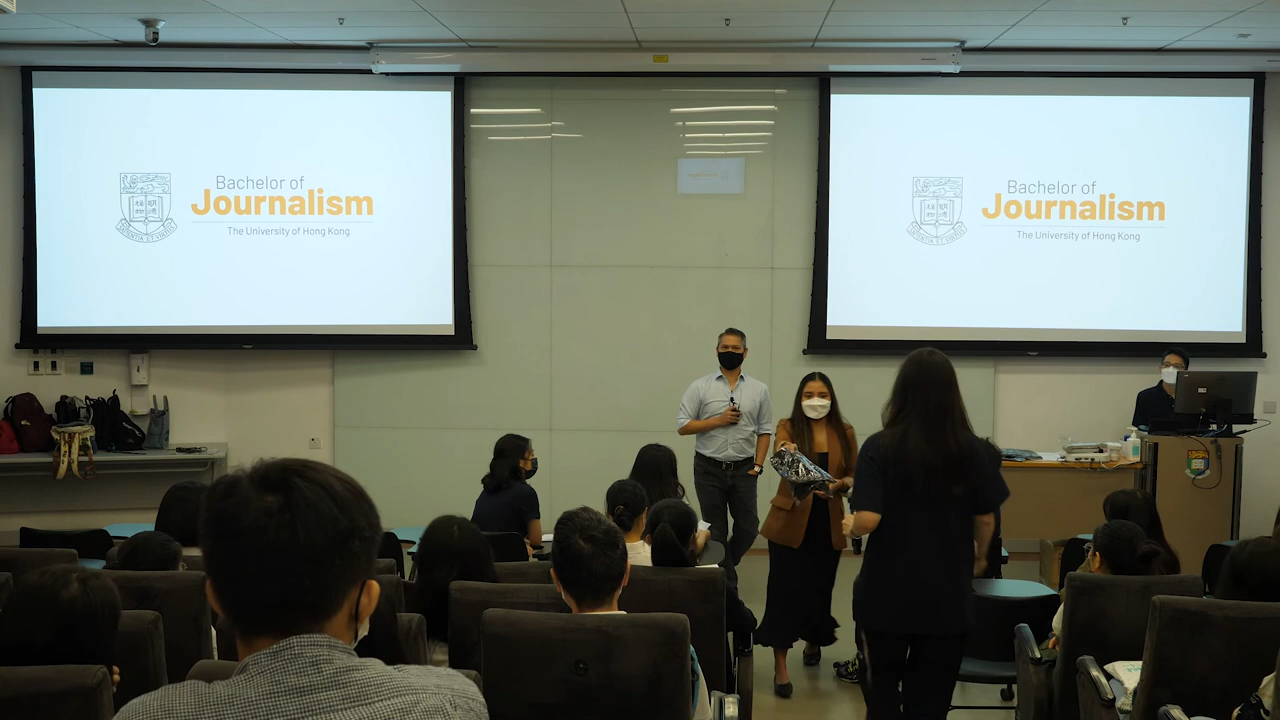 Bachelor of
Journalism
The University of Hong Kong
Bachelor of
Journalism
The University of Hong Kong